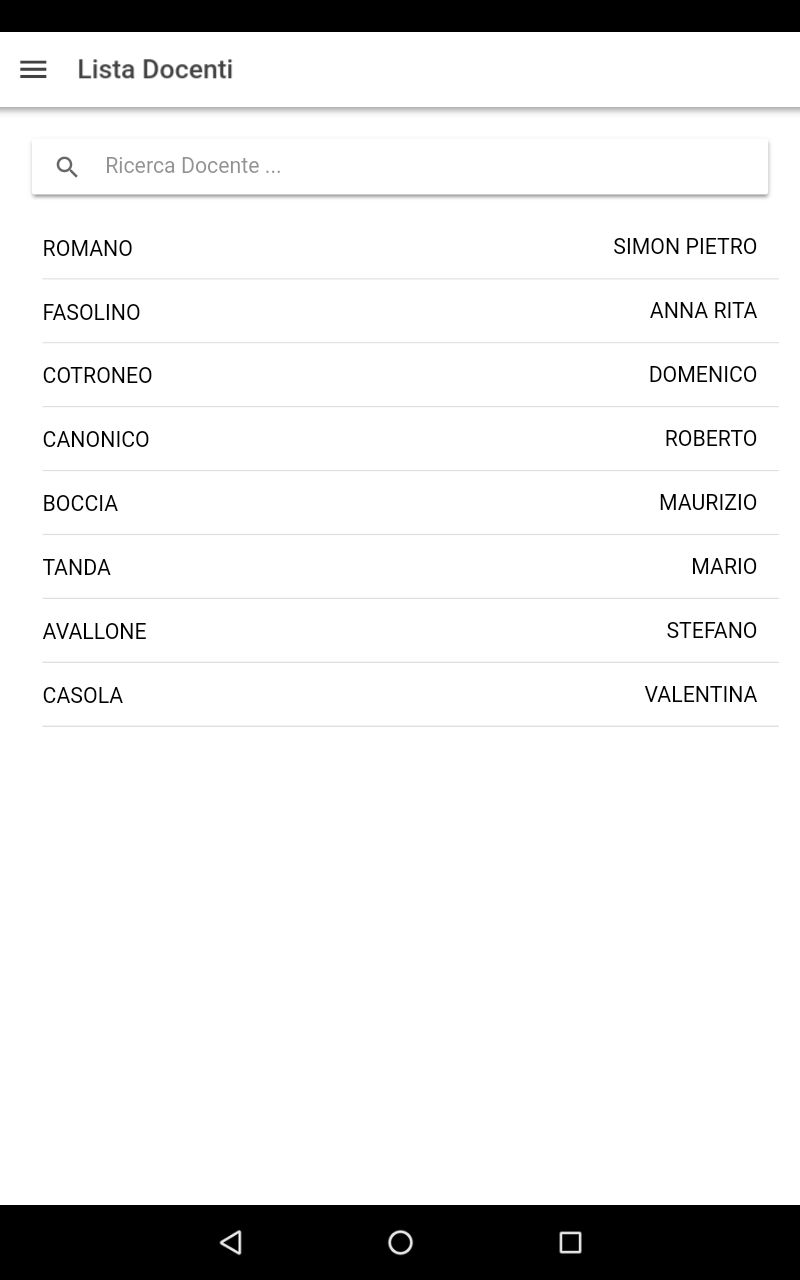 Lista Docenti
Ricerca Docente ...
ROMANO SIMON PIETRO
FASOLINO ANNA RITA
COTRONEO DOMENICO
CANONICO ROBERTO
BOCCIA MAURIZIO
TANDA MARIO
AVALLONE STEFANO
CASOLA VALENTINA